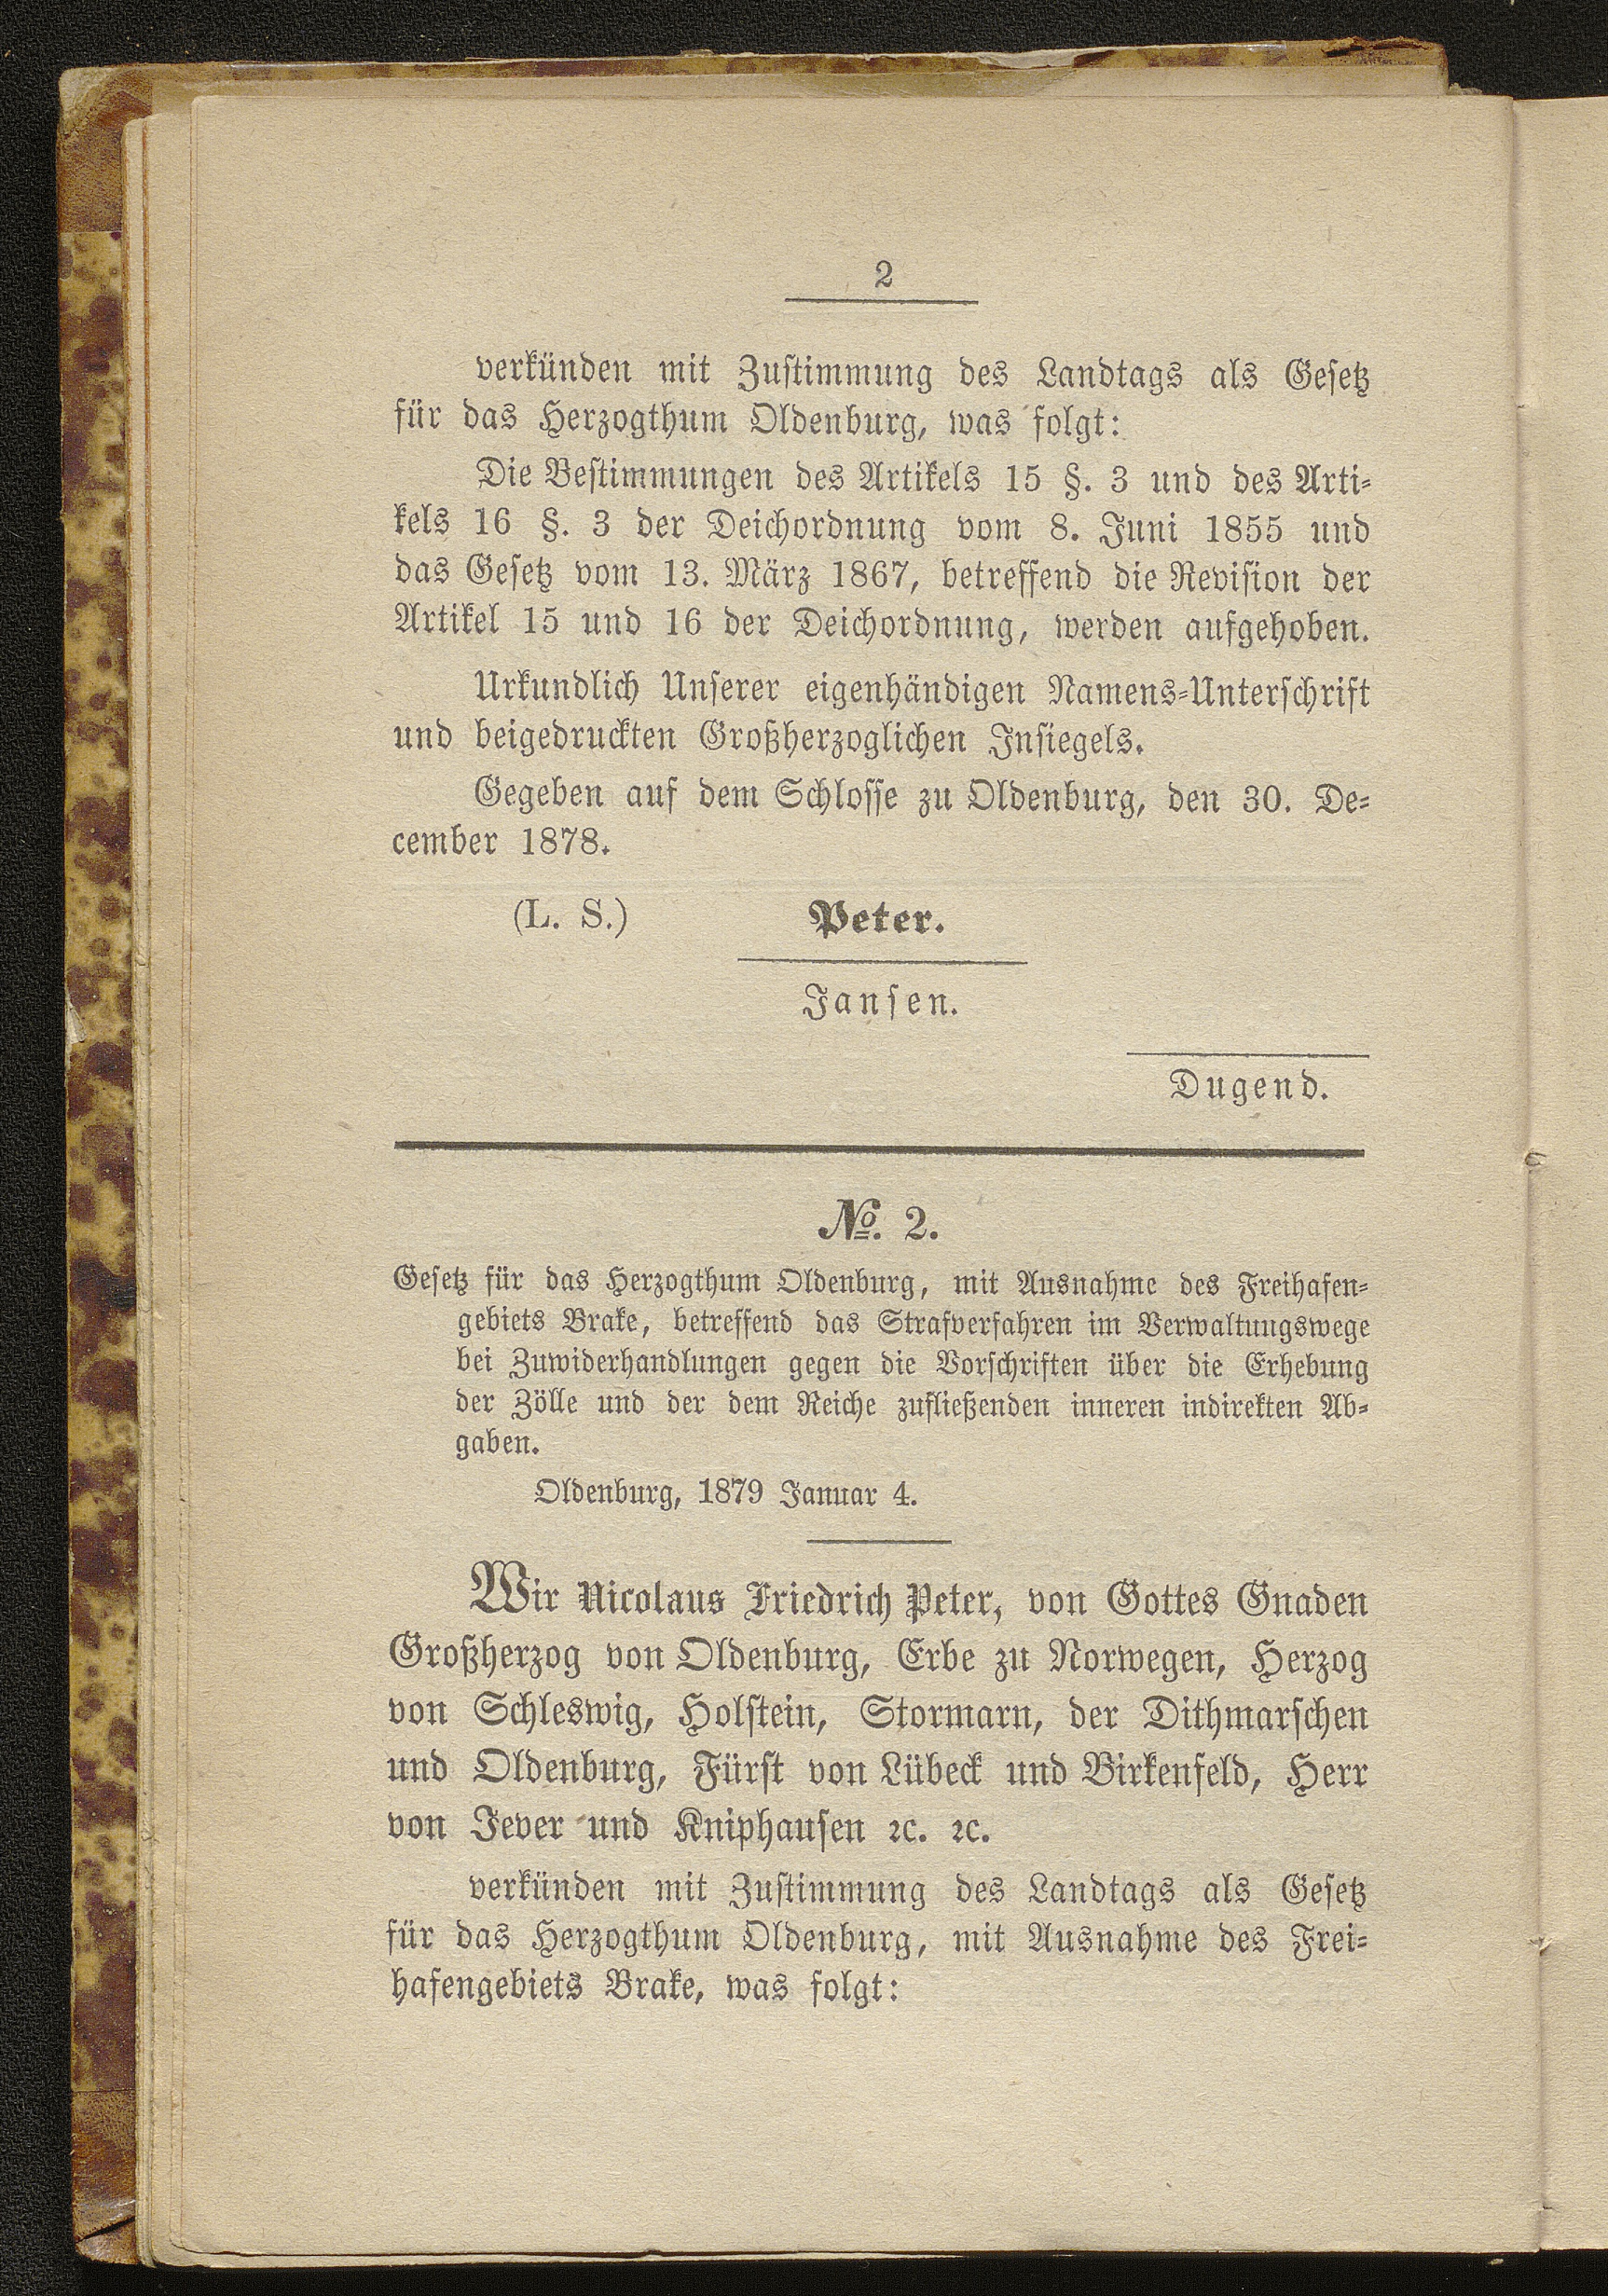 2
verkünden mit Zustimmung des Landtags als Gesetz
für das Herzogthum Oldenburg, was folgt:
Die Bestimmungen des Artikels 15 §. 3 und des Arti-
kels 16 §. 3 der Deichordnung vom 8. Juni 1855 und
das Gesetz vom 13. März 1867, betreffend die Revision der
Artikel 15 und 16 der Deichordnung, werden aufgehoben.
Urkundlich Unserer eigenhändigen Namens-Unterschrift
und beigedruckten Großherzoglichen Insiegels.
Gegeben auf dem Schlosse zu Oldenburg, den 30. De-
cember 1878.
(L. S.) Peter.
Jansen.
Dugend.
№. 2.
Gesetz für das Herzogthum Oldenburg, mit Ausnahme des Freihafen-
gebiets Brake, betreffend das Strafverfahren im Verwaltungswege
bei Zuwiderhandlungen gegen die Vorschriften über die Erhebung
der Zölle und der dem Reiche zufließenden inneren indirekten Ab-
gaben.
Oldenburg, 1879 Januar 4.
Wir Nicolaus Friedrich Peter, von Gottes Gnaden
Großherzog von Oldenburg, Erbe zu Norwegen, Herzog
von Schleswig, Holstein, Stormarn, der Dithmarschen
und Oldenburg, Fürst von Lübeck und Birkenfeld, Herr
von Jever und Kniphausen ꝛc. ꝛc.
verkünden mit Zustimmung des Landtags als Gesetz
für das Herzogthum Oldenburg, mit Ausnahme des Frei-
hafengebiets Brake, was folgt: